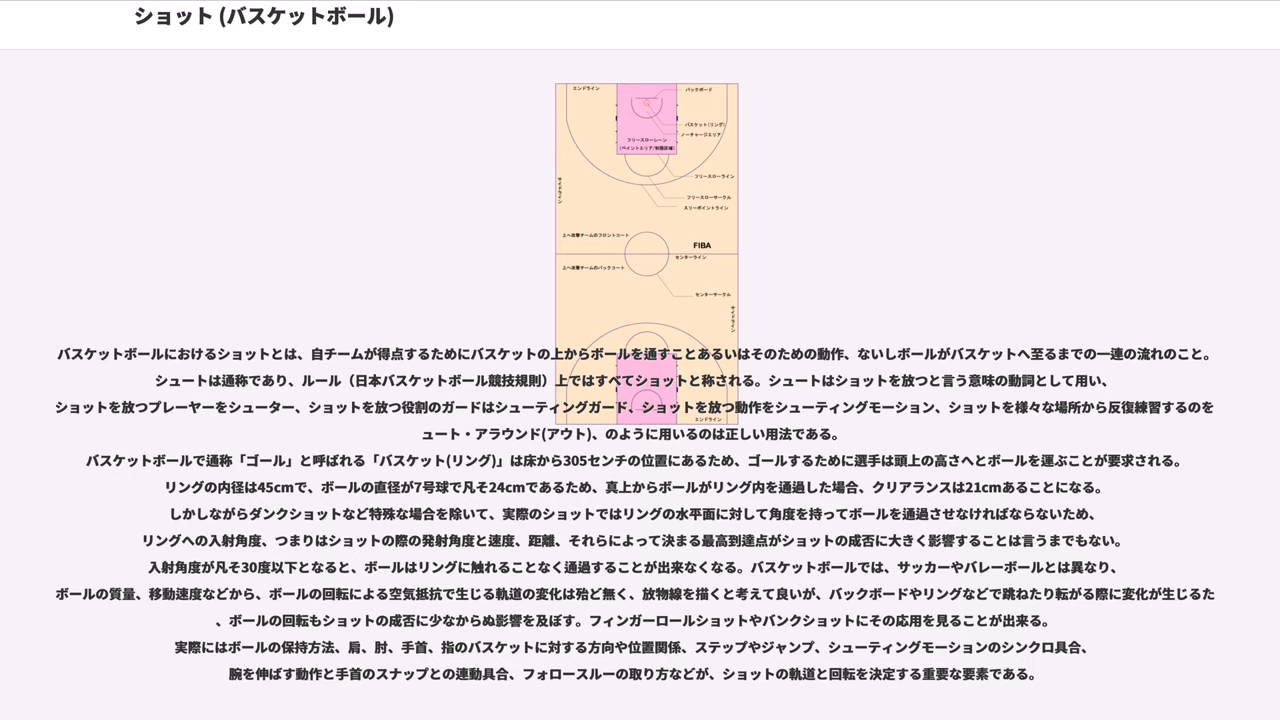 ショット (バスケットボール)
エンドライン
バックボード
バスケット(リング)
ノーチャージエリア
フリースローレーン
(ペイントエリア/制限区域)
フリースローライン
サイドライン
フリースローサークル
スリーポイントライン
上へ攻撃チームのフロントコート
FIBA
センターライン
上へ攻撃チームのバックコート
センターサークル
サイドライン
バスケットボールにおけるショットとは、自チームが得点するためにバスケットの上からボールを通すことあるいはそのための動作、ないしボールがバスケットへ至るまでの一連の流れのこと。
シュートは通称であり、ルール（日本バスケットボール競技規則）上ではすべてショットと称される。シュートはショットを放つと言う意味の動詞として用い、
ショットを放つプレーヤーをシューター、ショットを放つ役割のガードはシューティングガード、ショットを放つ動作をシューティングモーション、ショットを様々な場所から反復練習するのを
エンドライン
ュート・アラウンド(アウト)、のように用いるのは正しい用法である。
バスケットボールで通称「ゴール」と呼ばれる「バスケット(リング)」は床から305センチの位置にあるため、ゴールするために選手は頭上の高さへとボールを運ぶことが要求される。
リングの内径は45cmで、ボールの直径が7号球で凡そ24cmであるため、真上からボールがリング内を通過した場合、クリアランスは21cmあることになる。
しかしながらダンクショットなど特殊な場合を除いて、実際のショットではリングの水平面に対して角度を持ってボールを通過させなければならないため、
リングへの入射角度、つまりはショットの際の発射角度と速度、距離、それらによって決まる最高到達点がショットの成否に大きく影響することは言うまでもない。
入射角度が凡そ30度以下となると、ボールはリングに触れることなく通過することが出来なくなる。バスケットボールでは、サッカーやバレーボールとは異なり、
ボールの質量、移動速度などから、ボールの回転による空気抵抗で生じる軌道の変化は殆ど無く、放物線を描くと考えて良いが、バックボードやリングなどで跳ねたり転がる際に変化が生じるた
、ボールの回転もショットの成否に少なからぬ影響を及ぼす。フィンガーロールショットやバンクショットにその応用を見ることが出来る。
実際にはボールの保持方法、肩、肘、手首、指のバスケットに対する方向や位置関係、ステップやジャンプ、シューティングモーションのシンクロ具合、
腕を伸ばす動作と手首のスナップとの連動具合、フォロースルーの取り方などが、ショットの軌道と回転を決定する重要な要素である。